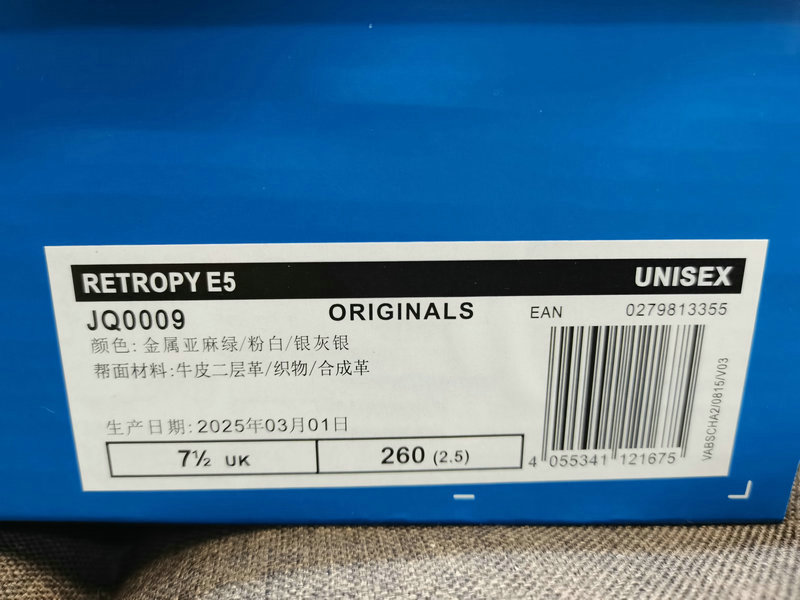 RETROPY E5 UNISEX
JQ0009 ORIGINALS EAN 0279813355
颜色: 金属亚麻绿/粉白/银灰银
帮面材料:牛皮二层革/织物/合成革
生产日期: 2025年03月01日
7½ UK 260 (2.5)
4 055341 121675
VABSCHA2/0815/V03